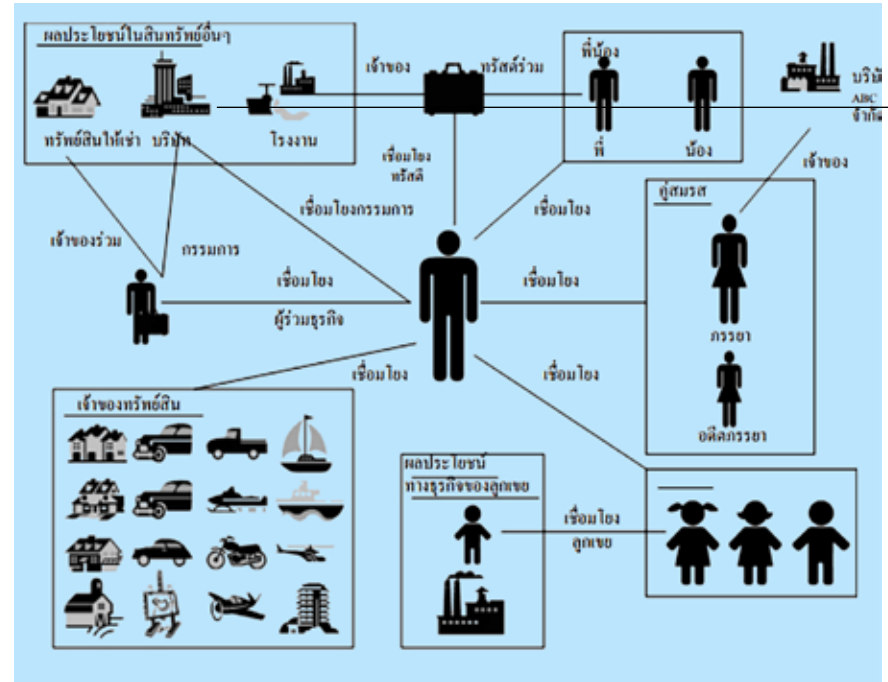 ผลประโยชน์ในสินทรัพย์อื่นๆ
ทรัพย์สินให้เช่า บริษัท โรงงาน
เจ้าของ
ทรัสต์ร่วม
พี่น้อง
พี่ น้อง
ABC
เจ้าของ
เชื่อมโยง
ทรัสตี
เชื่อมโยงกรรมการ
เชื่อมโยง
คู่สมรส
ภรรยา
อดีตภรรยา
เจ้าของร่วม
กรรมการ
เชื่อมโยง
ผู้ร่วมธุรกิจ
เชื่อมโยง
เชื่อมโยง
เชื่อมโยง
เจ้าของทรัพย์สิน
ผลประโยชน์
ทางธุรกิจของลูกเขย
เชื่อมโยง
ลูกเขย